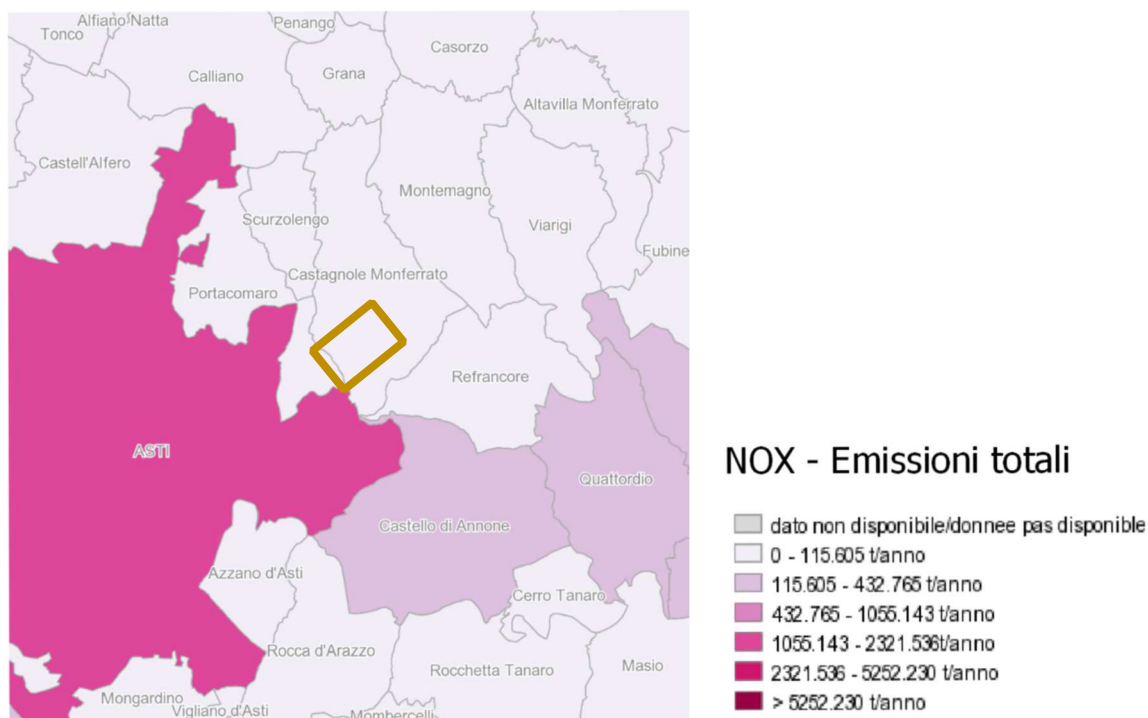 Alfiano Natta
Penango
Tonco
Casorzo
Calliano
Grana
Altavilla Monferrato
Castell'Alfero
Montemagno
Scurzolengo
Viarigi
Fubine
Castagnole Monferrato
Portacomaro
Refrancore
ASTI
Quattordio
Castello di Annone
Azzano d'Asti
Cerro Tanaro
Rocca d'Arazzo
Rocchetta Tanaro
Masio
Mongardino
Vigliano d'Asti
Mombercelli
NOX - Emissioni totali
dato non disponibile/donnee pas disponible
0 - 115.605 t/anno
115.605 - 432.765 t/anno
432.765 - 1055.143 t/anno
1055.143 - 2321.536t/anno
2321.536 - 5252.230 t/anno
> 5252.230 t/anno